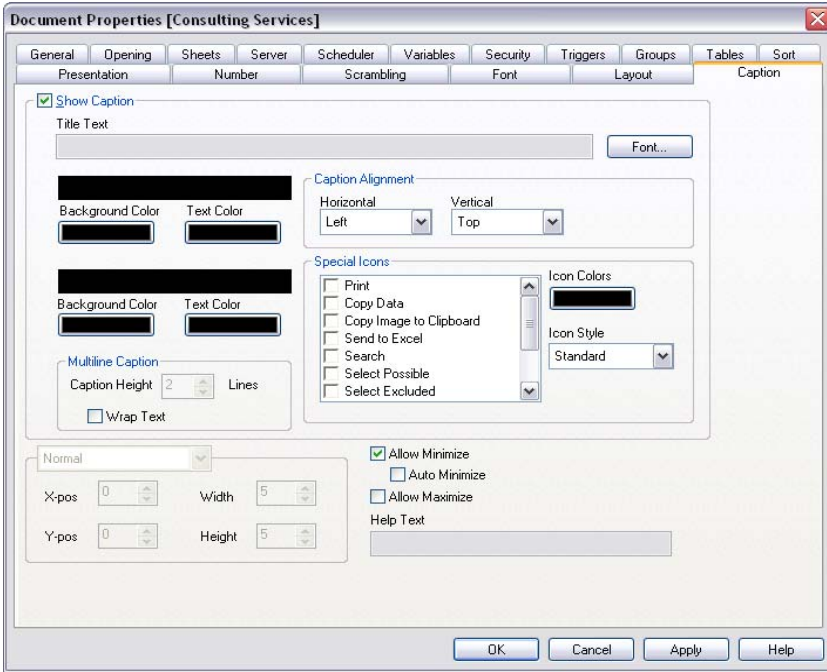 Document Properties [Consulting Services]
General Opening Sheets Server Scheduler Variables Security Triggers Groups Tables Sort
Presentation Number Scrambling Font Layout Caption
Show Caption
Title Text
Font...
Caption Alignment
Horizontal Vertical
Left Top
Background Color Text Color
Special Icons
Print
Copy Data
Copy Image to Clipboard
Send to Excel
Search
Select Possible
Select Excluded
Icon Colors
Icon Style
Standard
Background Color Text Color
Multiline Caption
Caption Height 2 Lines
Wrap Text
Normal
X-pos 0 Width 5
Y-pos 0 Height 5
Allow Minimize
Auto Minimize
Allow Maximize
Help Text
OK Cancel Apply Help